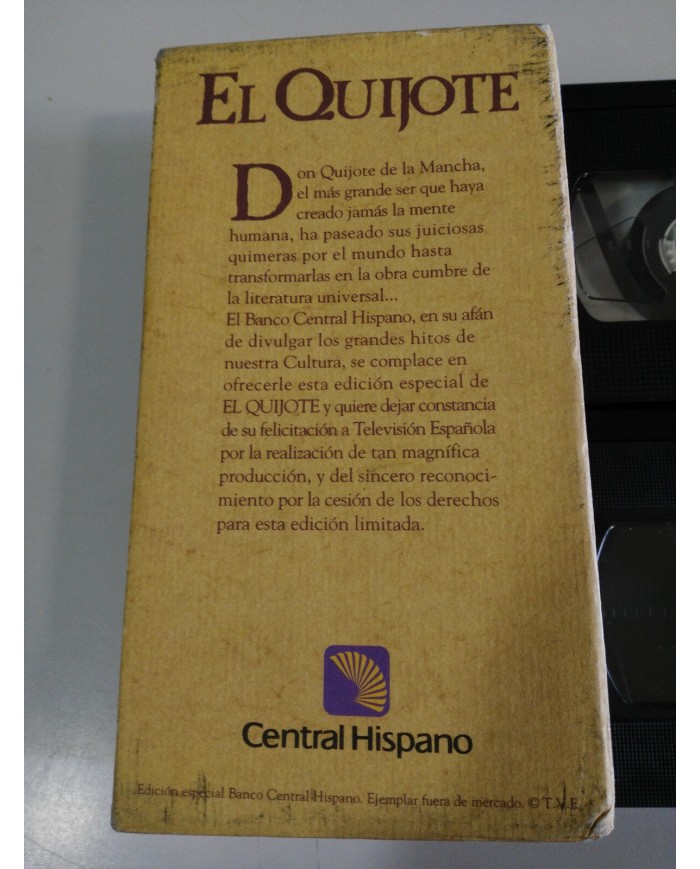 EL QUIJOTE
Don Quijote de la Mancha,
el más grande ser que haya
creado jamás la mente
humana, ha paseado sus juiciosas
quimeras por el mundo hasta
transformarlas en la obra cumbre de
la literatura universal...
El Banco Central Hispano, en su afán
de divulgar los grandes hitos de
nuestra Cultura, se complace en
ofrecerle esta edición especial de
EL QUIJOTE y quiere dejar constancia
de su felicitación a Televisión Española
por la realización de tan magnífica
producción, y del sincero reconoci-
miento por la cesión de los derechos
para esta edición limitada.
Central Hispano
Edición especial Banco Central Hispano. Ejemplar fuera de mercado. © T.V.E.